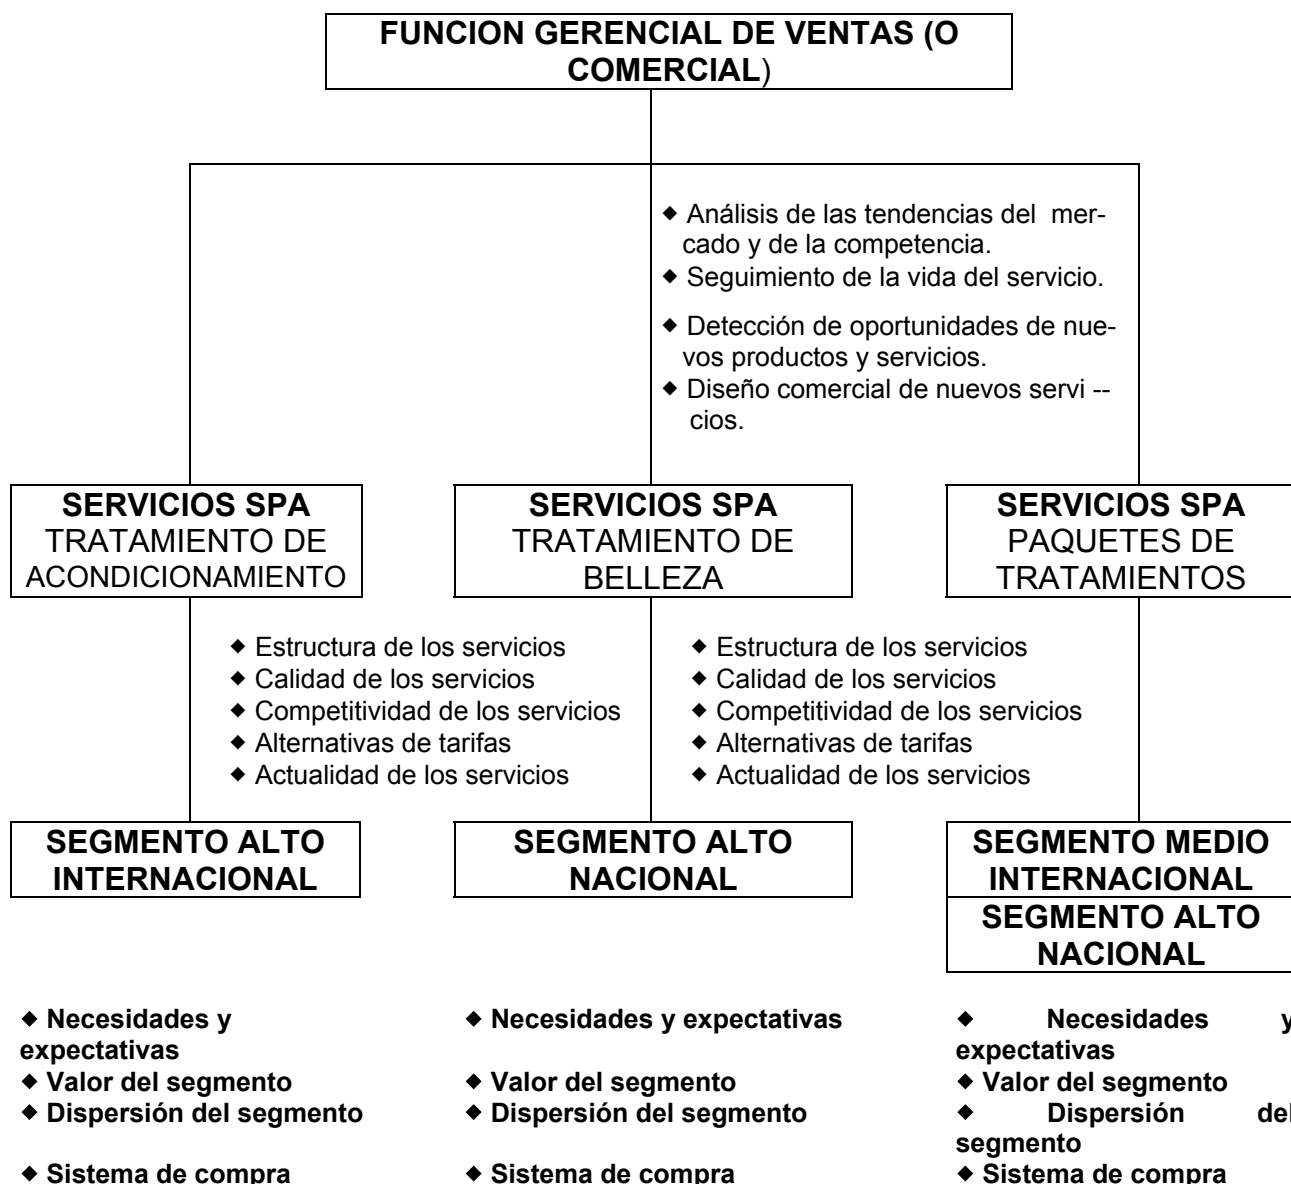 FUNCION GERENCIAL DE VENTAS (O
COMERCIAL)
◆ Análisis de las tendencias del  mer-
cado y de la competencia.
◆ Seguimiento de la vida del servicio.
◆ Detección de oportunidades de nue-
vos productos y servicios.
◆ Diseño comercial de nuevos servi --
cios.
SERVICIOS SPA
TRATAMIENTO DE
ACONDICIONAMIENTO
SERVICIOS SPA
TRATAMIENTO DE
BELLEZA
SERVICIOS SPA
PAQUETES DE
TRATAMIENTOS
◆ Estructura de los servicios
◆ Calidad de los servicios
◆ Competitividad de los servicios
◆ Alternativas de tarifas
◆ Actualidad de los servicios
◆ Estructura de los servicios
◆ Calidad de los servicios
◆ Competitividad de los servicios
◆ Alternativas de tarifas
◆ Actualidad de los servicios
SEGMENTO ALTO
INTERNACIONAL
SEGMENTO ALTO
NACIONAL
SEGMENTO MEDIO
INTERNACIONAL
SEGMENTO ALTO
NACIONAL
◆ Necesidades y
expectativas
◆ Valor del segmento
◆ Dispersión del segmento
◆ Sistema de compra
◆ Necesidades y expectativas
◆ Valor del segmento
◆ Dispersión del segmento
◆ Sistema de compra
◆ Necesidades y
expectativas
◆ Valor del segmento
◆ Dispersión del
segmento
◆ Sistema de compra